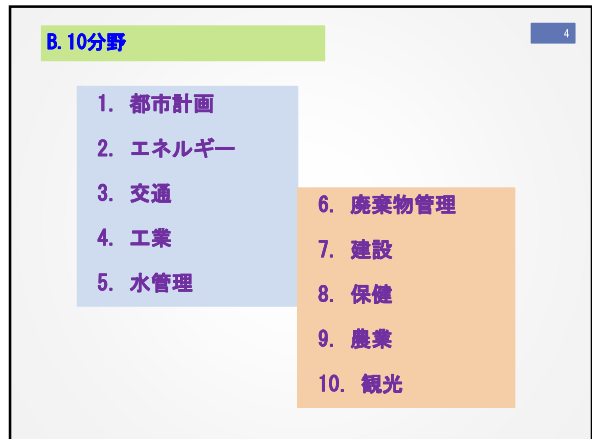 B.10分野
4
1. 都市計画
2. エネルギー
3. 交通
4. 工業
5. 水管理
6. 廃棄物管理
7. 建設
8. 保健
9. 農業
10. 観光